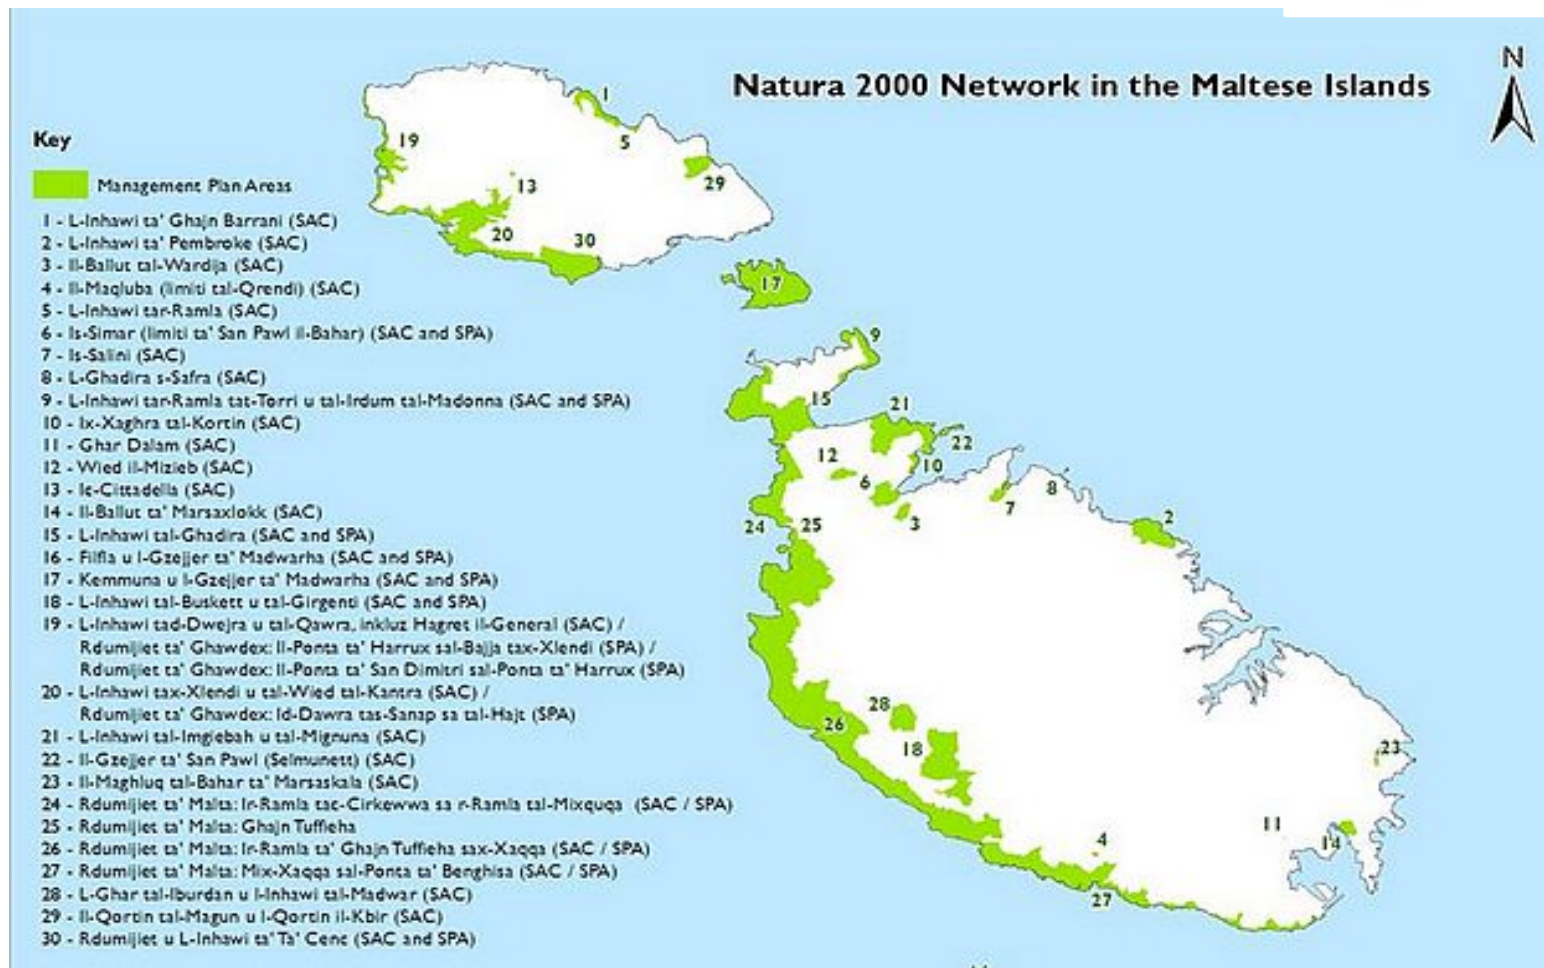 Natura 2000 Network in the Maltese Islands
N
Key
Management Plan Areas
1 - L-Inhawi ta' Ghajn Barrani (SAC)
2 - L-Inhawi ta' Pembroke (SAC)
3 - Il-Ballut tal-Wardija (SAC)
4 - Il-Maqluba (limiti tal-Qrendi) (SAC)
5 - L-Inhawi tar-Ramla (SAC)
6 - Is-Simar (limiti ta' San Pawl il-Bahar) (SAC and SPA)
7 - Is-Salini (SAC)
8 - L-Ghadira s-Safra (SAC)
9 - L-Inhawi tar-Ramla tat-Torri u tal-Irdum tal-Madonna (SAC and SPA)
10 - Ix-Xaghra tal-Kortin (SAC)
11 - Ghar Dalam (SAC)
12 - Wied il-Mizieb (SAC)
13 - Ic-Cittadella (SAC)
14 - Il-Ballut ta' Marsaxlokk (SAC)
15 - L-Inhawi tal-Ghadira (SAC and SPA)
16 - Filfla u l-Gzejjer ta' Madwarha (SAC and SPA)
17 - Kemmuna u l-Gzejjer ta' Madwarha (SAC and SPA)
18 - L-Inhawi tal-Buskett u tal-Girgenti (SAC and SPA)
19 - L-Inhawi tad-Dwejra u tal-Qawra, inkluz Hagret il-General (SAC) /
Rdumijiet ta' Ghawdex: Il-Ponta ta' Harrux sal-Bajja tax-Xlendi (SPA) /
Rdumijiet ta' Ghawdex: Il-Ponta ta' San Dimitri sal-Ponta ta' Harrux (SPA)
20 - L-Inhawi tax-Xlendi u tal-Wied tal-Kantra (SAC) /
Rdumijiet ta' Ghawdex: Id-Dawra tas-Sanap sa tal-Hajt (SPA)
21 - L-Inhawi tal-Imgiebah u tal-Mignuna (SAC)
22 - Il-Gzejjer ta' San Pawl (Selmunett) (SAC)
23 - Il-Maghluq tal-Bahar ta' Marsaskala (SAC)
24 - Rdumijiet ta' Malta: Ir-Ramla tac-Cirkewwa sa r-Ramla tal-Mixquqa (SAC / SPA)
25 - Rdumijiet ta' Malta: Ghajn Tuffieha
26 - Rdumijiet ta' Malta: Ir-Ramla ta' Ghajn Tuffieha sax-Xaqqa (SAC / SPA)
27 - Rdumijiet ta' Malta: Mix-Xaqqa sal-Ponta ta' Benghisa (SAC / SPA)
28 - L-Ghar tal-Iburdan u l-Inhawi tal-Madwar (SAC)
29 - Il-Qortin tal-Magun u l-Qortin il-Kbir (SAC)
30 - Rdumijiet u L-Inhawi ta' Ta' Cenc (SAC and SPA)
1
5
19
29
13
20
30
17
9
15
21
22
12
10
6
8
7
3
2
24
25
28
26
18
23
11
4
14
27